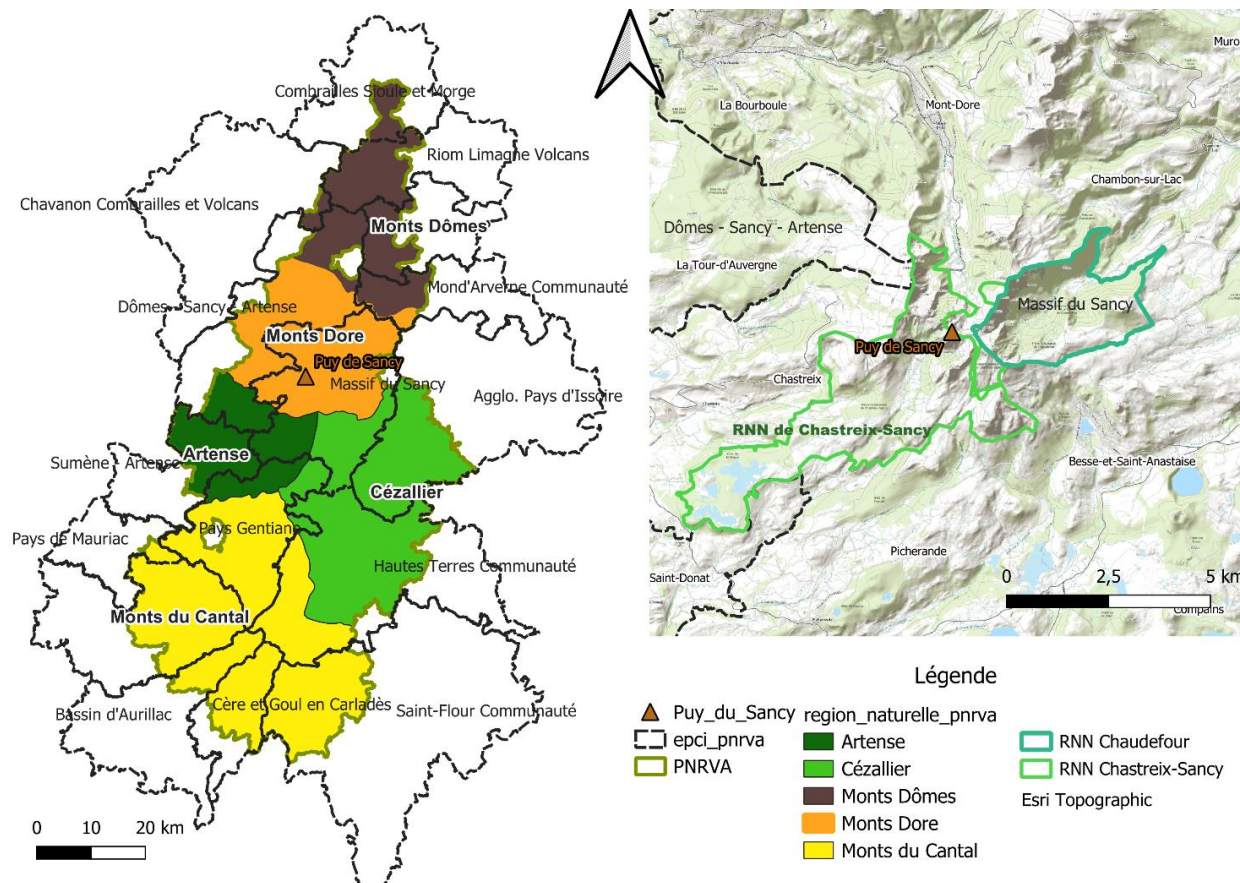 Combrailles Sioule et Morge
Riom Limagne Volcans
Chavanon Combrailles et Volcans
Monts Dômes
Mond'Arverne Communauté
Dômes - Sancy - Artense
Monts Dore
Puy de Sancy
Massif du Sancy
Agglo. Pays d'Issoire
Artense
Sumène - Artense
Cézallier
Pays Gentiane
Pays de Mauriac
Hautes Terres Communauté
Monts du Cantal
Cère et Goul en Carladès
Bassin d'Aurillac
Saint-Flour Communauté
0 10 20 km
Muro
La Bourboule
Mont-Dore
Chambon-sur-Lac
Dômes - Sancy - Artense
La Tour-d'Auvergne
Massif du Sancy
Puy de Sancy
Chastreix
RNN de Chastreix-Sancy
Besse-et-Saint-Anastaise
Picherande
Saint-Donat
0 2,5 5 km
Compains
Légende
Puy_du_Sancy
epci_pnrva
PNRVA
region_naturelle_pnrva
Artense
Cézallier
Monts Dômes
Monts Dore
Monts du Cantal
RNN Chaudefour
RNN Chastreix-Sancy
Esri Topographic